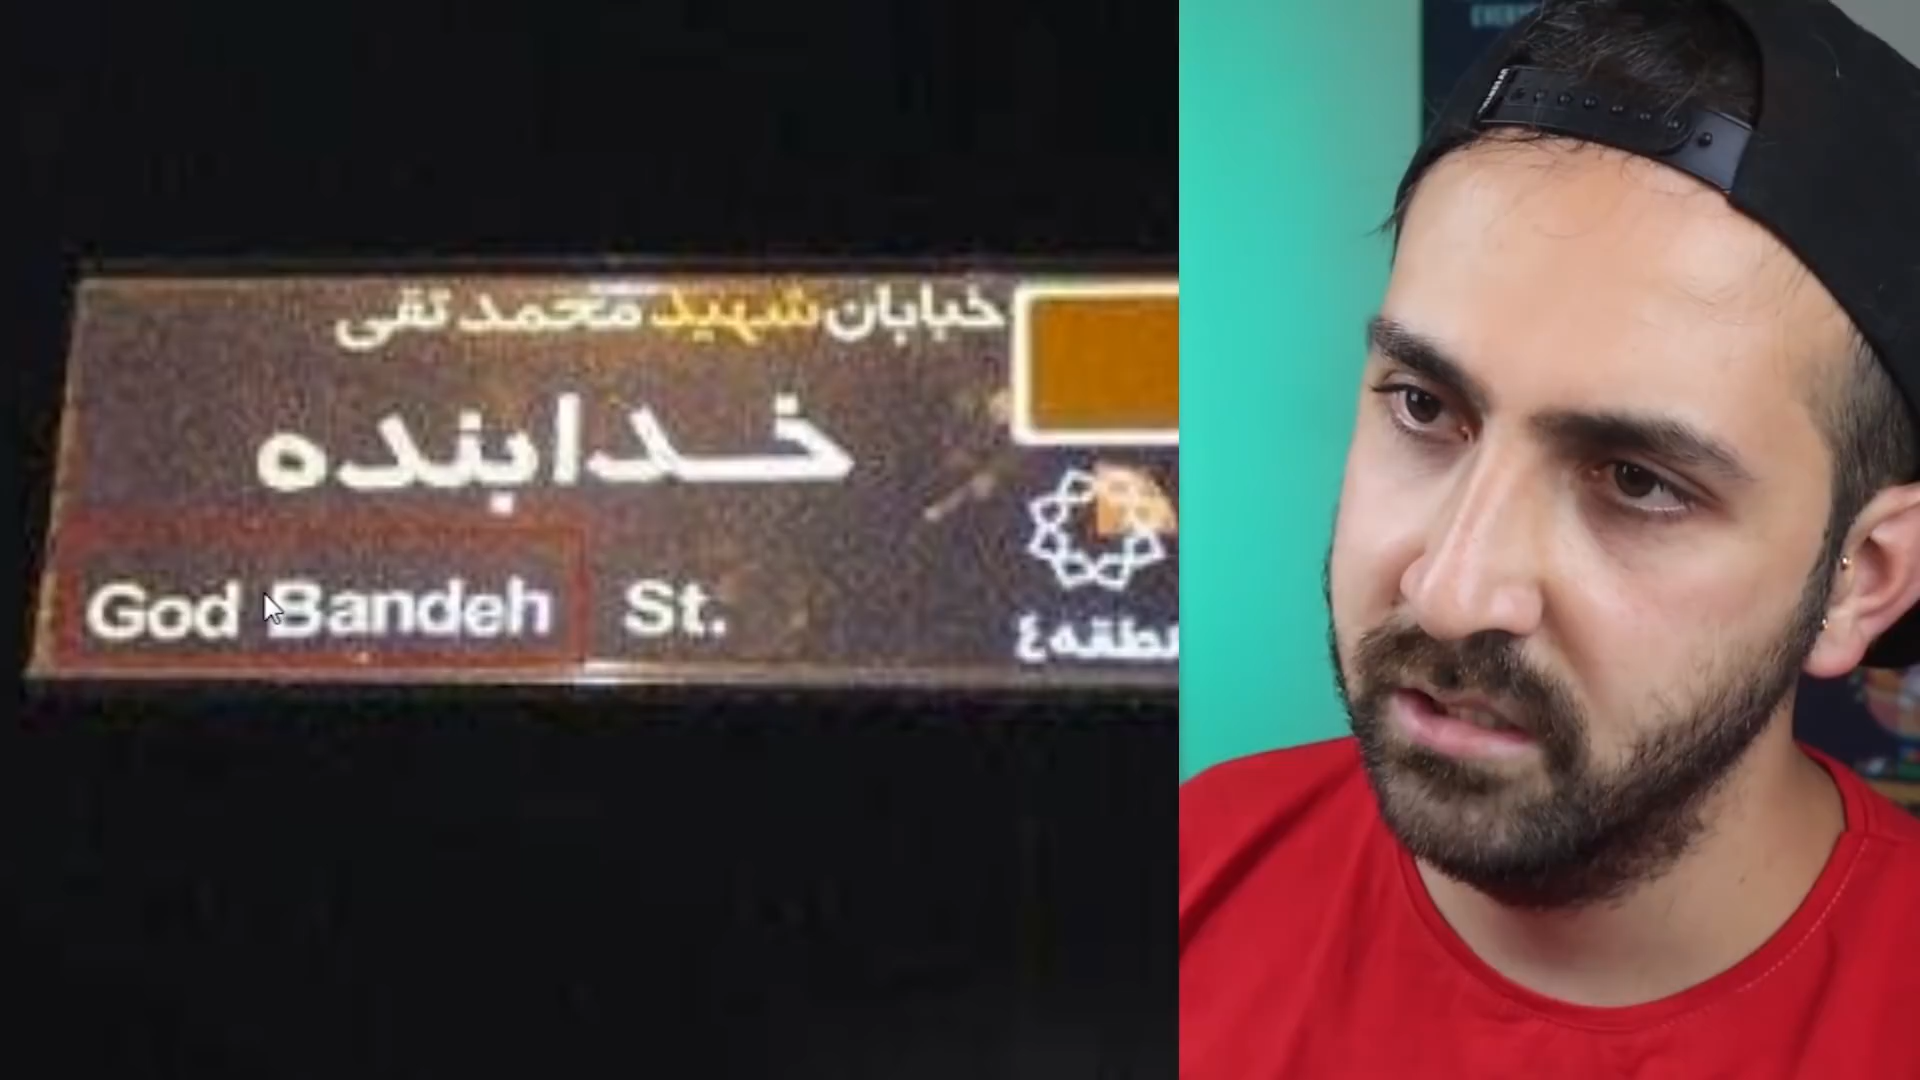 خیابان شهید محمد تقی
خدابنده
God Bandeh St.
منطقه ٤